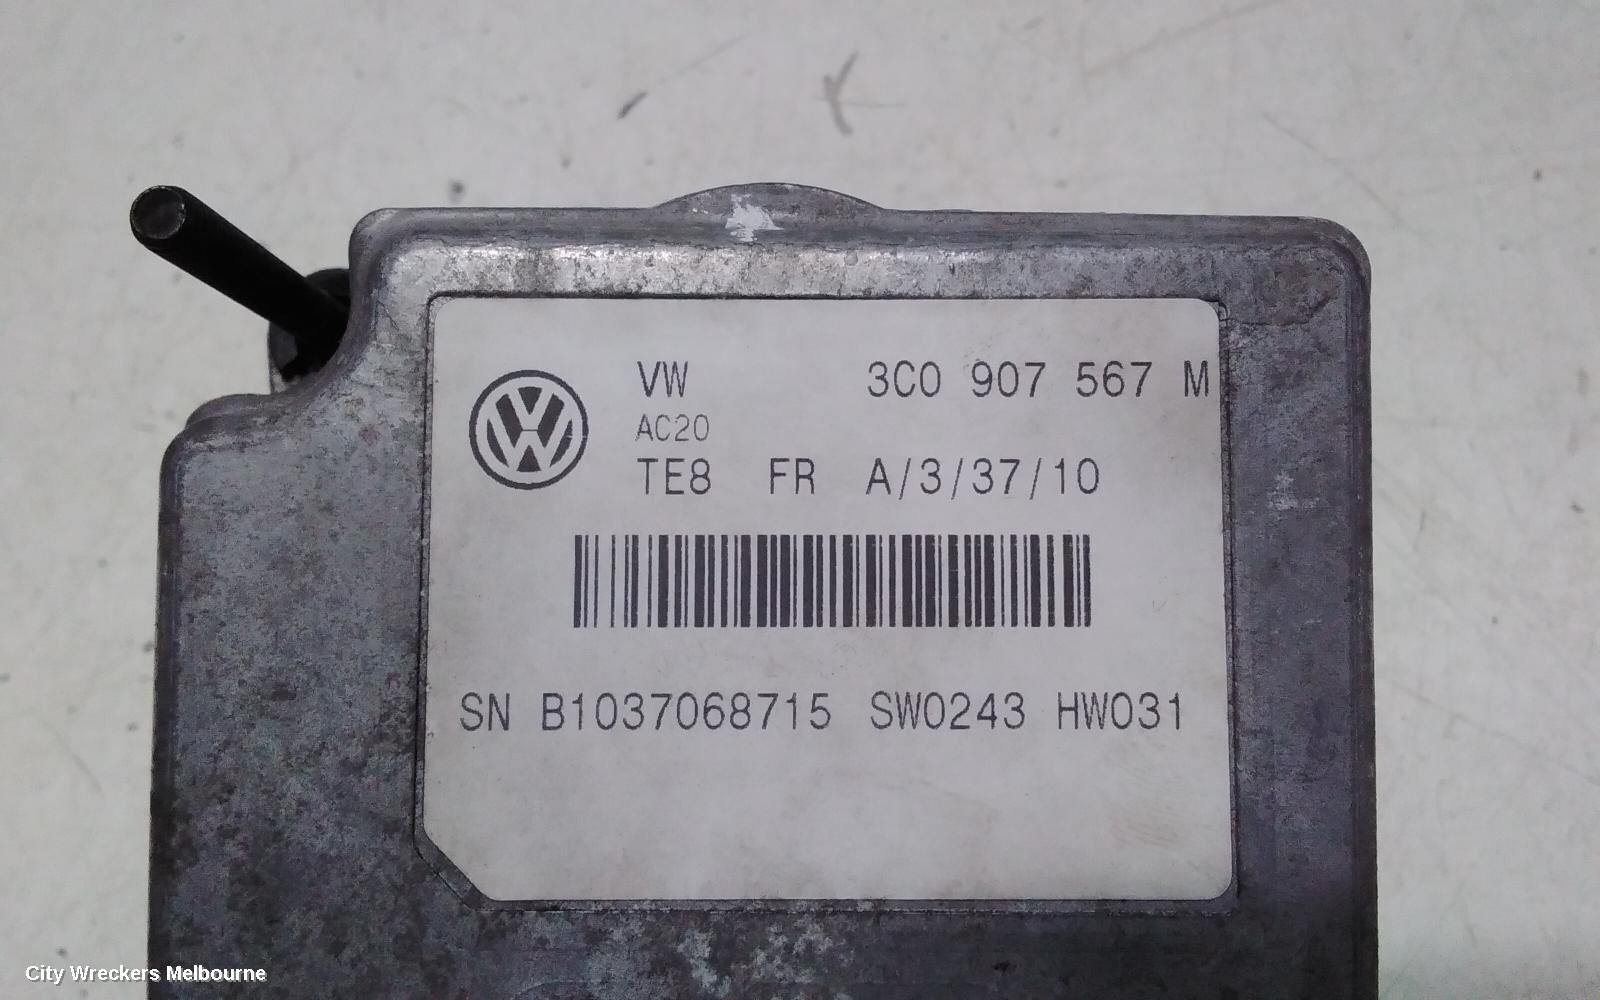 VW 3C0 907 567 M
AC20
TE8 FR A/3/37/10
SN B1037068715 SW0243 HW031
City Wreckers Melbourne